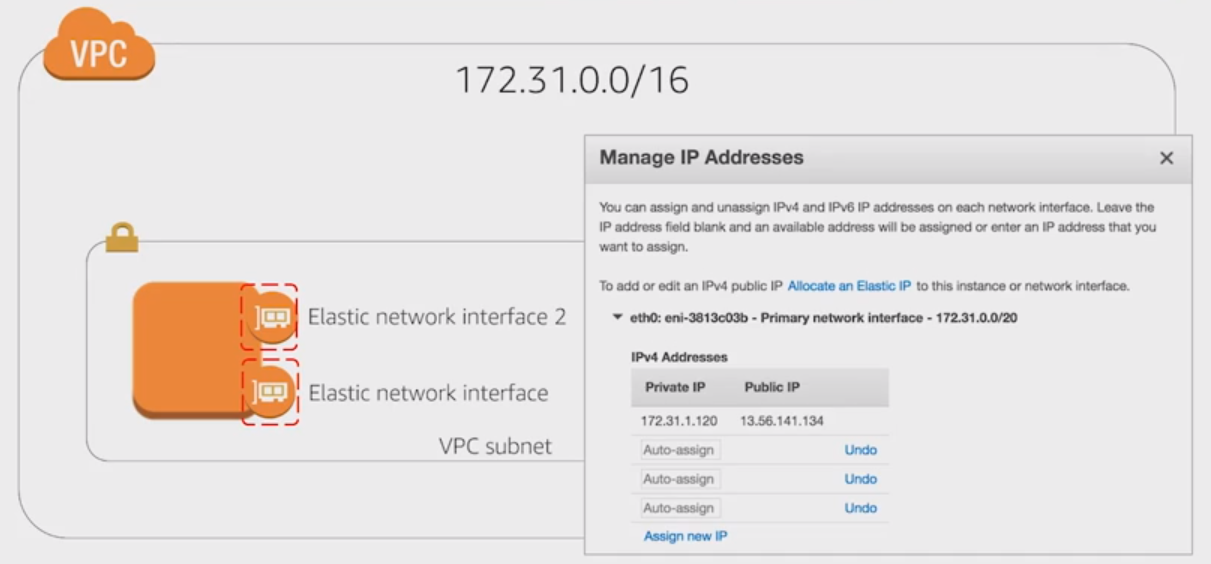 VPC
172.31.0.0/16
Elastic network interface 2
Elastic network interface
VPC subnet
Manage IP Addresses
You can assign and unassign IPv4 and IPv6 IP addresses on each network interface. Leave the
IP address field blank and an available address will be assigned or enter an IP address that you
want to assign.
To add or edit an IPv4 public IP Allocate an Elastic IP to this instance or network interface.
eth0: eni-3813c03b - Primary network interface - 172.31.0.0/20
IPv4 Addresses
Private IP Public IP
172.31.1.120 13.56.141.134
Auto-assign Undo
Auto-assign Undo
Auto-assign Undo
Assign new IP